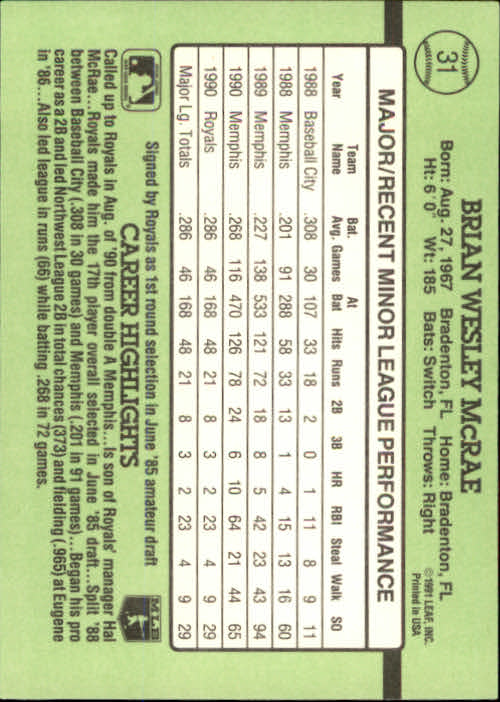 31
BRIAN WESLEY McRAE
Born: Aug. 27, 1967 Bradenton, FL Home: Bradenton, FL
Ht: 6'0" Wt: 185 Bats: Switch Throws: Right
©1991 LEAF, INC.
Printed in USA
MAJOR/RECENT MINOR LEAGUE PERFORMANCE
Year Team Name Bat. Avg. Games At Bat Hits Runs 2B 3B HR RBI Steal Walk SO
1988 Baseball City .308 30 107 33 18 2 0 1 11 8 9 11
1988 Memphis .201 91 288 58 33 13 1 4 15 13 16 60
1989 Memphis .227 138 533 121 72 18 8 5 42 23 43 94
1990 Memphis .268 116 470 126 78 24 6 10 64 21 44 65
1990 Royals .286 46 168 48 21 8 3 2 23 4 9 29
Major Lg. Totals .286 46 168 48 21 8 3 2 23 4 9 29
Signed by Royals as 1st round selection in June '85 amateur draft
CAREER HIGHLIGHTS
MLB
Called up to Royals in Aug. of '90 from double A Memphis...Is son of Royals' manager Hal
McRae...Royals made him the 17th player overall selected in June '85 draft...Split '88
between Baseball City (.308 in 30 games) and Memphis (.201 in 91 games)...Began his pro
career as a 2B and led Northwest League 2B in total chances (373) and fielding (.965) at Eugene
in '86...Also led league in runs (66) while batting .268 in 72 games.